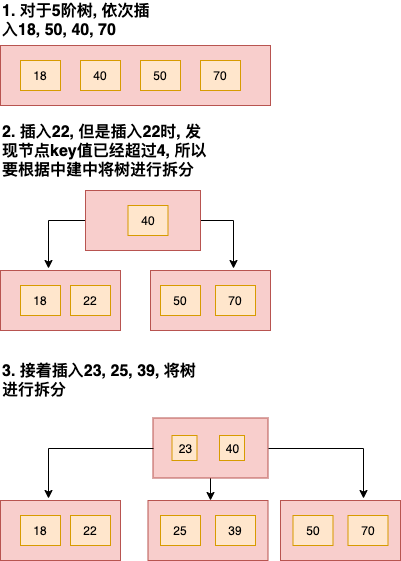 1. 对于5阶树, 依次插
入18, 50, 40, 70
18 40 50 70
2. 插入22, 但是插入22时, 发
现节点key值已经超过4, 所以
要根据中建中将树进行拆分
40
18 22 50 70
3. 接着插入23, 25, 39, 将树
进行拆分
23 40
18 22 25 39 50 70